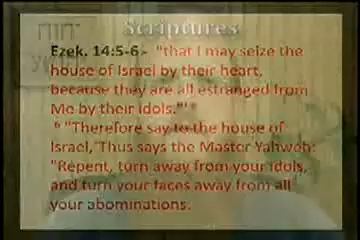 Scriptures
Ezek. 14:5-6 - "that I may seize the
house of Israel by their heart,
because they are all estranged from
Me by their idols."'
⁶ "Therefore say to the house of
Israel,'Thus says the Master Yahweh:
"Repent, turn away from your idols,
and turn your faces away from all
your abominations.
יהוה